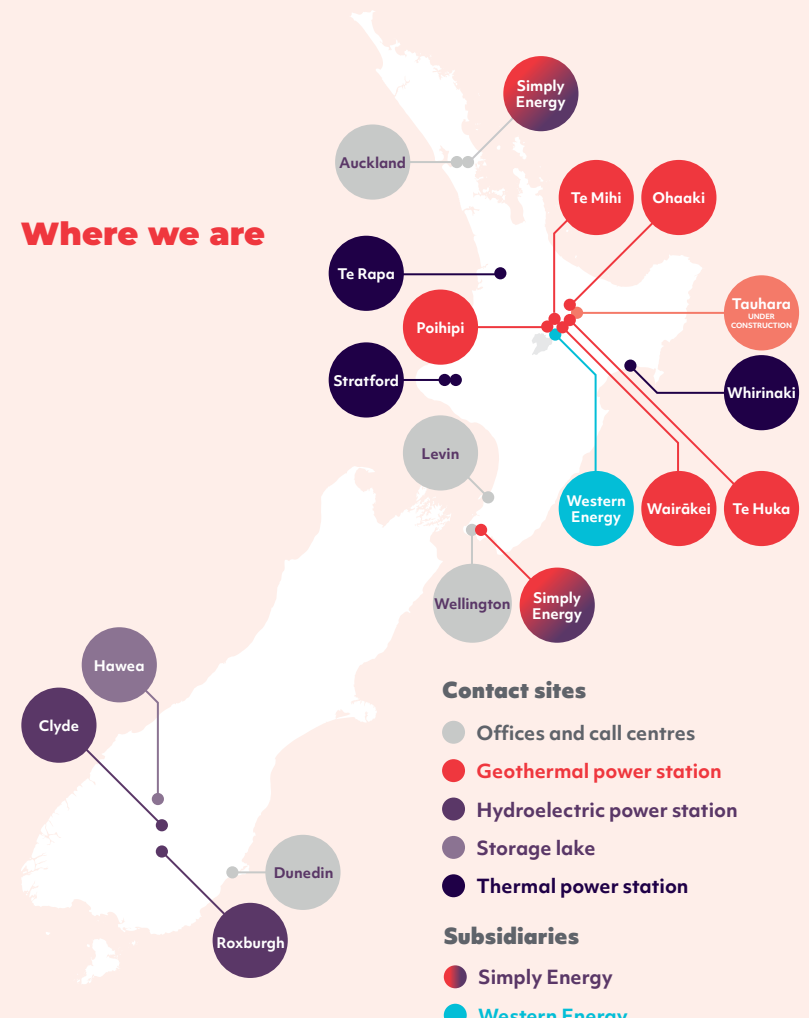 Simply
Energy
Auckland
Te Mihi
Ohaaki
Where we are
Te Rapa
Tauhara
UNDER
CONSTRUCTION
Poihipi
Stratford
Whirinaki
Levin
Western
Energy
Wairākei
Te Huka
Wellington
Simply
Energy
Hawea
Clyde
Dunedin
Roxburgh
Contact sites
Offices and call centres
Geothermal power station
Hydroelectric power station
Storage lake
Thermal power station
Subsidiaries
Simply Energy
Western Energy